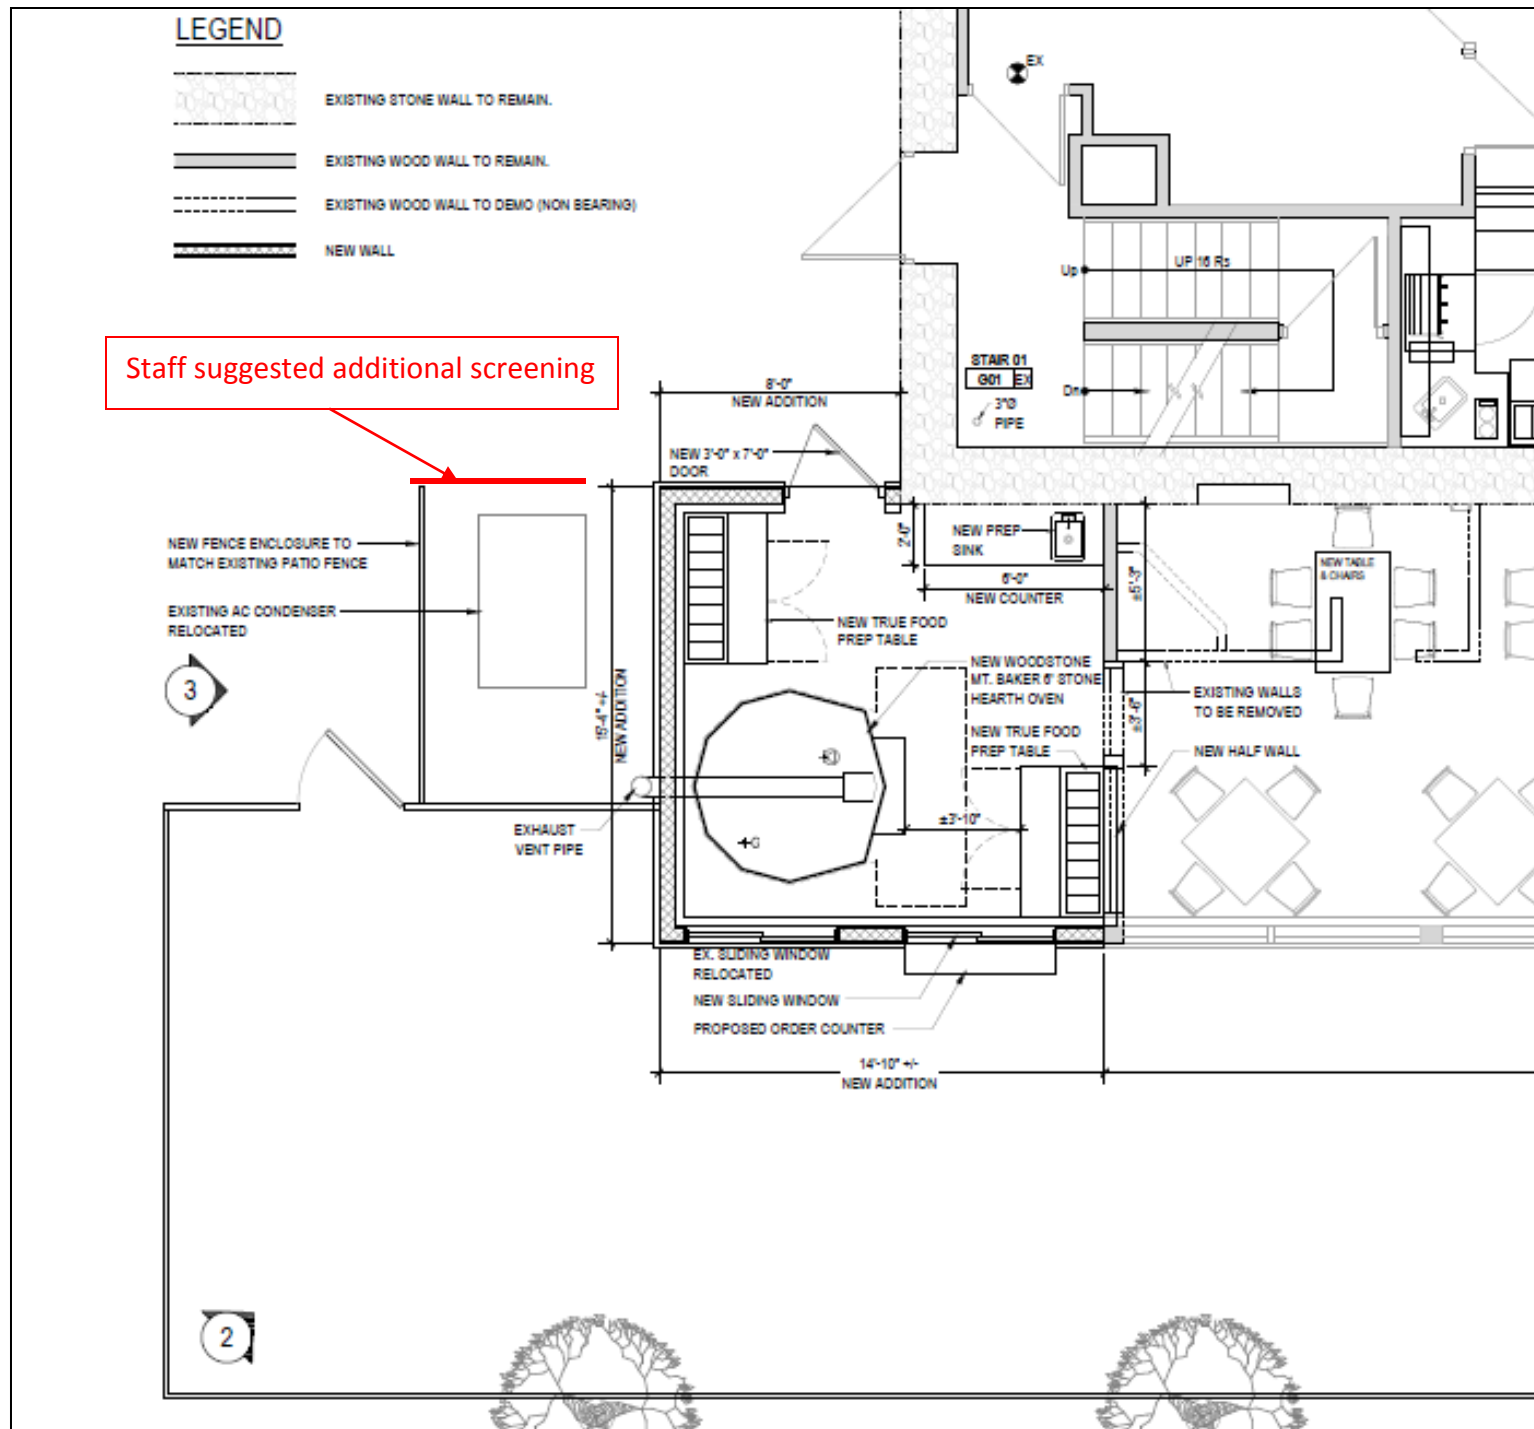 LEGEND
EXISTING STONE WALL TO REMAIN.
EXISTING WOOD WALL TO REMAIN.
EXISTING WOOD WALL TO DEMO (NON BEARING)
NEW WALL
EX
UP 16 Rs
Up
Dn
STAIR 01
G01 EX
3"Ø
PIPE
Staff suggested additional screening
8'-0"
NEW ADDITION
NEW 3'-0" x 7'-0"
DOOR
NEW FENCE ENCLOSURE TO
MATCH EXISTING PATIO FENCE
EXISTING AC CONDENSER
RELOCATED
3
15'-4" +/-
NEW ADDITION
2'-0"
NEW PREP
SINK
6'-0"
NEW COUNTER
±5'-3"
NEW TABLE
& CHAIRS
NEW TRUE FOOD
PREP TABLE
NEW WOODSTONE
MT. BAKER 6' STONE
HEARTH OVEN
NEW TRUE FOOD
PREP TABLE
±3'-6"
EXISTING WALLS
TO BE REMOVED
NEW HALF WALL
±3'-10"
EXHAUST
VENT PIPE
EX. SLIDING WINDOW
RELOCATED
NEW SLIDING WINDOW
PROPOSED ORDER COUNTER
14'-10" +/-
NEW ADDITION
2